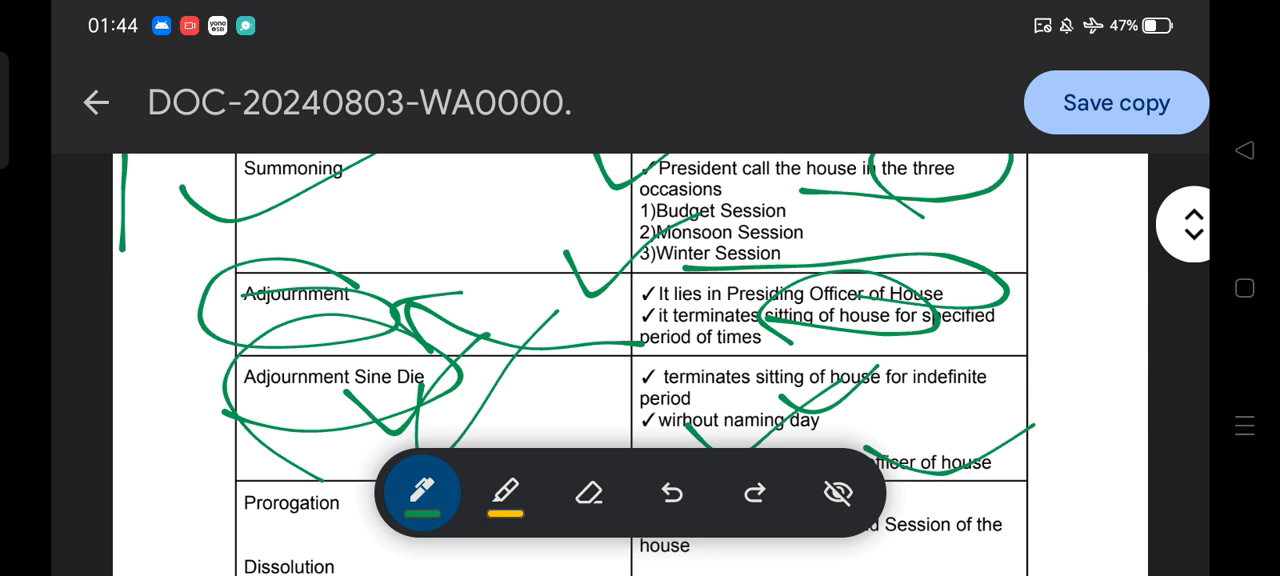 01:44
yono
SBI
47%
DOC-20240803-WA0000.
Save copy
Summoning
✓President call the house in the three
occasions
1)Budget Session
2)Monsoon Session
3)Winter Session
Adjournment
✓It lies in Presiding Officer of House
✓it terminates sitting of house for specified
period of times
Adjournment Sine Die
✓ terminates sitting of house for indefinite
period
✓wirhout naming day
officer of house
Prorogation
d Session of the
house
Dissolution